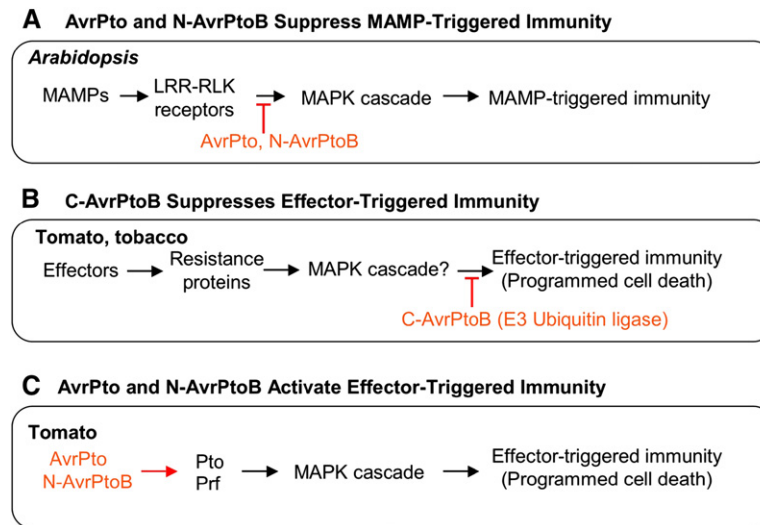 A AvrPto and N-AvrPtoB Suppress MAMP-Triggered Immunity
Arabidopsis
MAMPs
LRR-RLK
receptors
MAPK cascade
MAMP-triggered immunity
AvrPto, N-AvrPtoB
B C-AvrPtoB Suppresses Effector-Triggered Immunity
Tomato, tobacco
Effectors
Resistance
proteins
MAPK cascade?
Effector-triggered immunity
(Programmed cell death)
C-AvrPtoB (E3 Ubiquitin ligase)
C AvrPto and N-AvrPtoB Activate Effector-Triggered Immunity
Tomato
AvrPto
N-AvrPtoB
Pto
Prf
MAPK cascade
Effector-triggered immunity
(Programmed cell death)